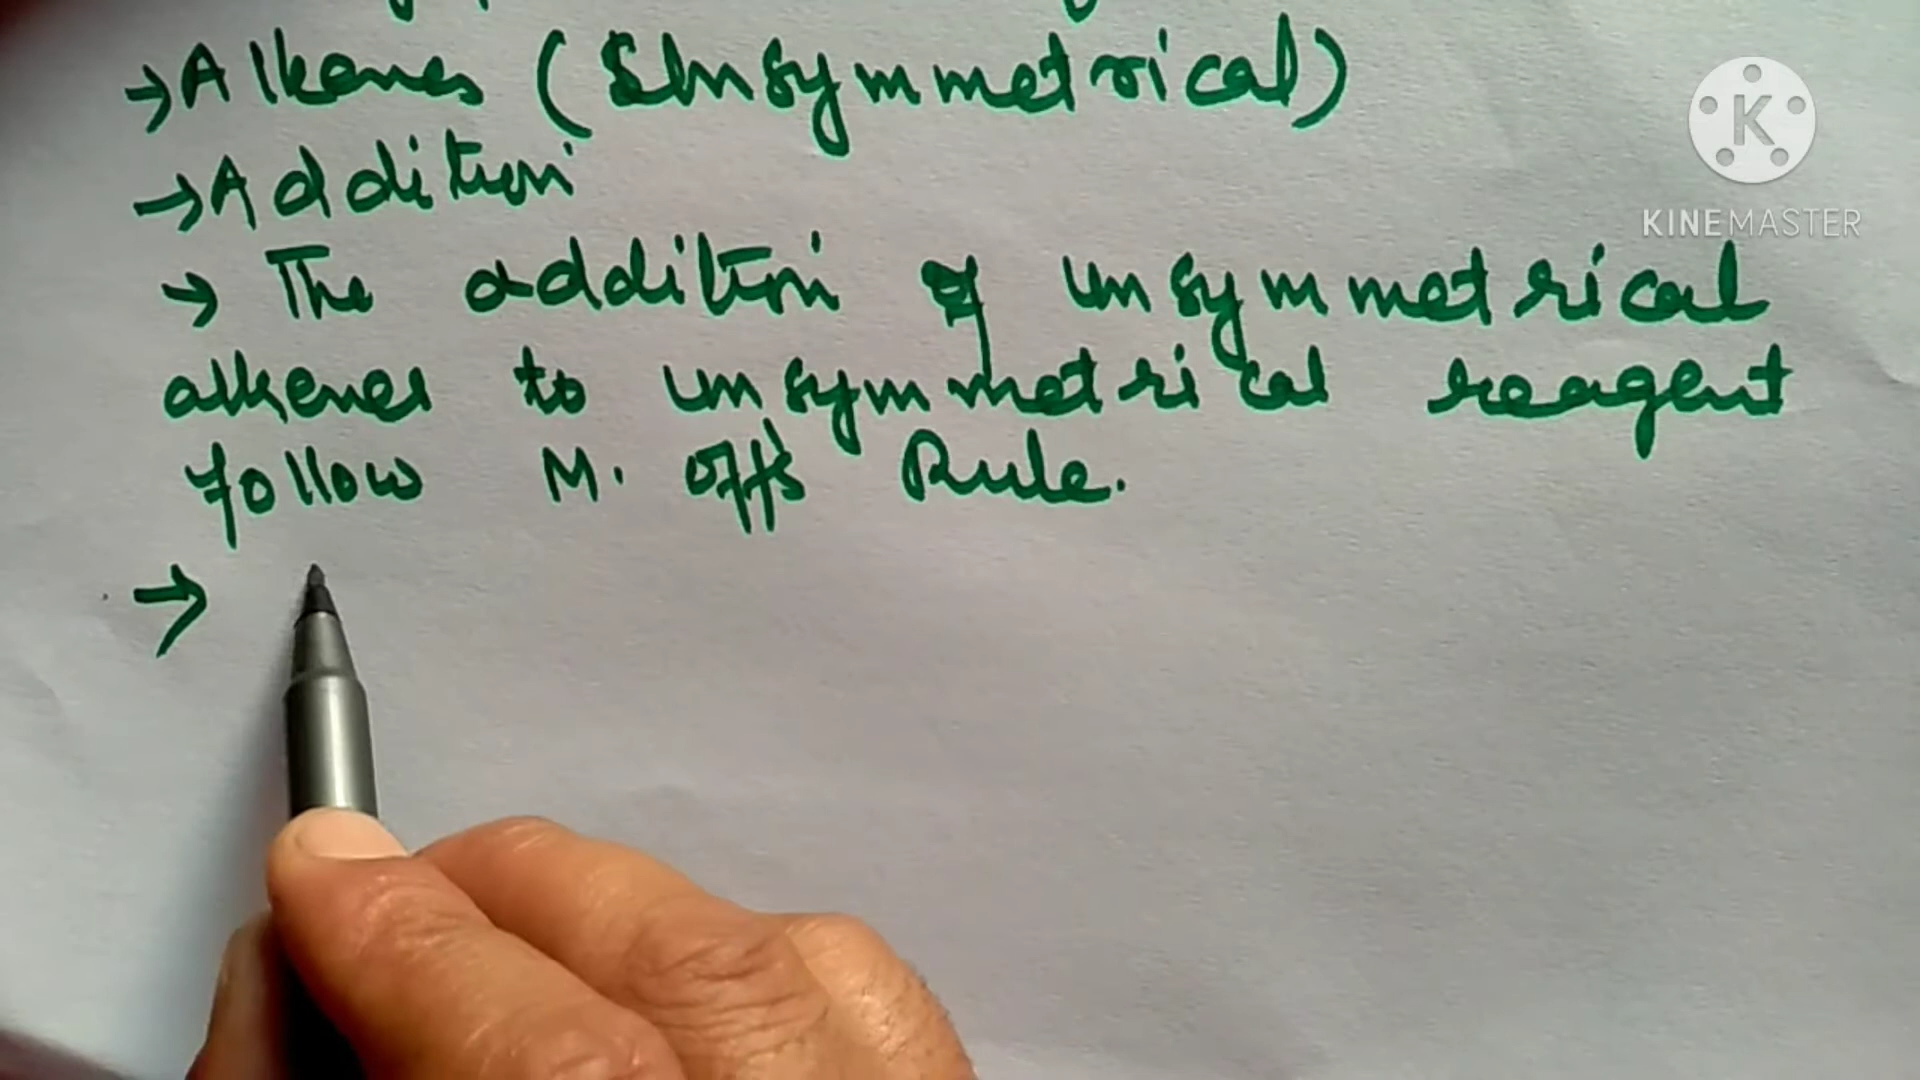 → Alkenes (Unsymmetrical)
→ Addition
→ The addition of unsymmetrical
alkenes to unsymmetrical reagent
follow M. off's Rule.
→
K
KINEMASTER